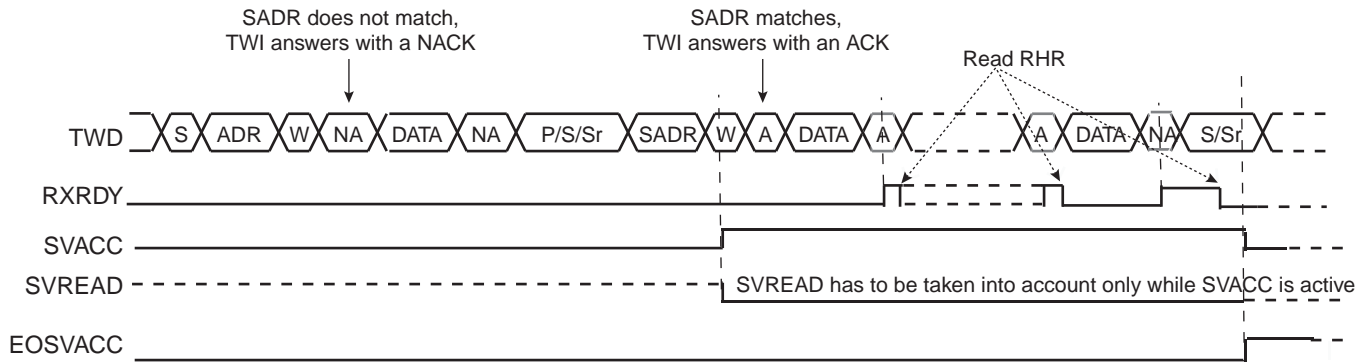 SADR does not match,
TWI answers with a NACK
SADR matches,
TWI answers with an ACK
Read RHR
TWD S ADR W NA DATA NA P/S/Sr SADR W A DATA A A DATA NA S/Sr
RXRDY
SVACC
SVREAD SVREAD has to be taken into account only while SVACC is active
EOSVACC